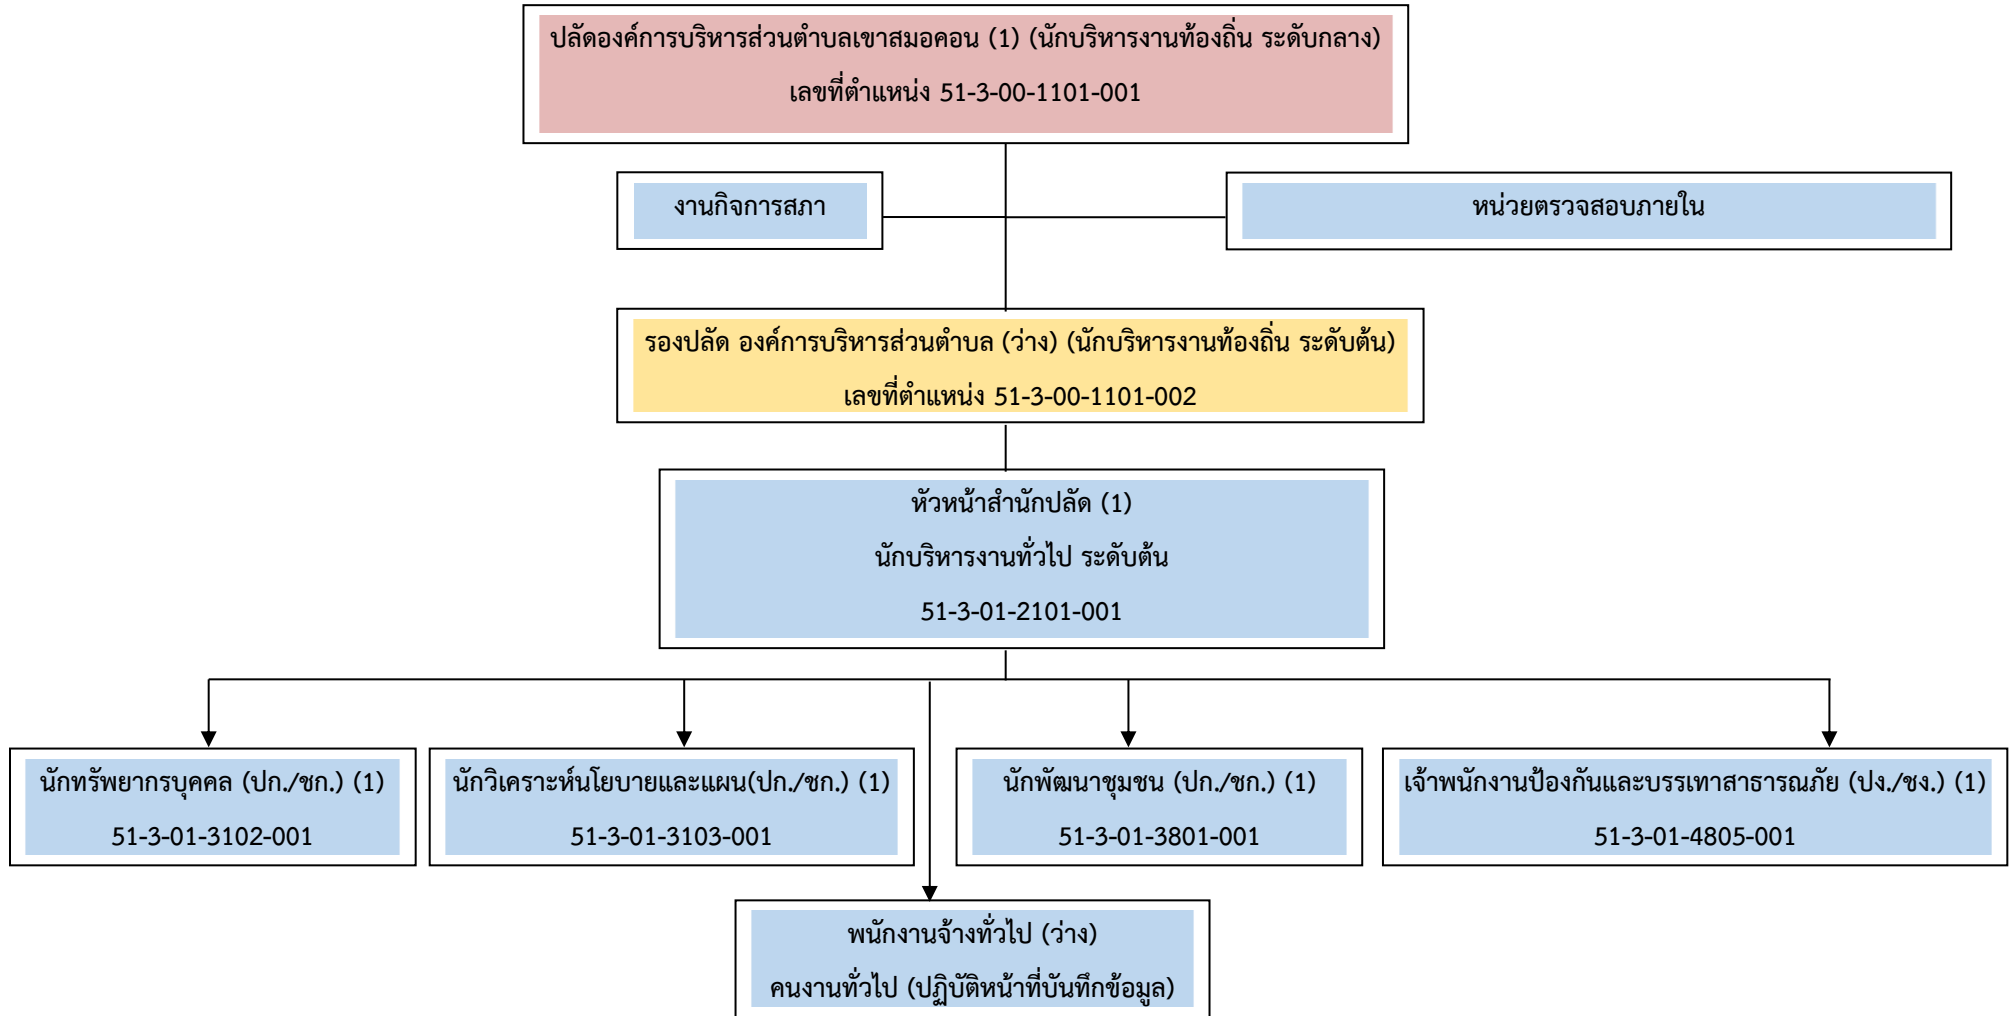 ปลัดองค์การบริหารส่วนตำบลเขาสมอคอน (1) (นักบริหารงานท้องถิ่น ระดับกลาง)
เลขที่ตำแหน่ง 51-3-00-1101-001
งานกิจการสภา
หน่วยตรวจสอบภายใน
รองปลัด องค์การบริหารส่วนตำบล (ว่าง) (นักบริหารงานท้องถิ่น ระดับต้น)
เลขที่ตำแหน่ง 51-3-00-1101-002
หัวหน้าสำนักปลัด (1)
นักบริหารงานทั่วไป ระดับต้น
51-3-01-2101-001
นักทรัพยากรบุคคล (ปก./ชก.) (1)
51-3-01-3102-001
นักวิเคราะห์นโยบายและแผน(ปก./ชก.) (1)
51-3-01-3103-001
นักพัฒนาชุมชน (ปก./ชก.) (1)
51-3-01-3801-001
เจ้าพนักงานป้องกันและบรรเทาสาธารณภัย (ปง./ชง.) (1)
51-3-01-4805-001
พนักงานจ้างทั่วไป (ว่าง)
คนงานทั่วไป (ปฏิบัติหน้าที่บันทึกข้อมูล)